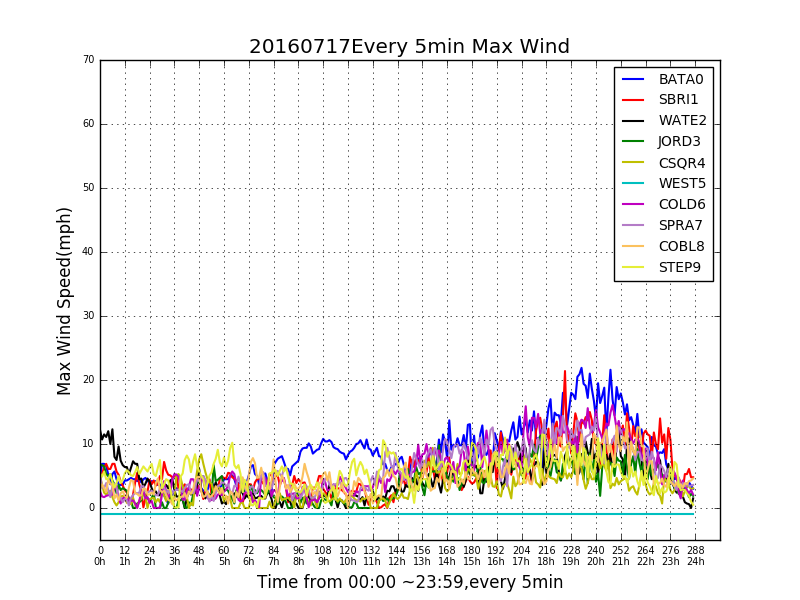 20160717Every 5min Max Wind
70
60
50
40
30
20
10
0
Max Wind Speed(mph)
BATA0
SBRI1
WATE2
JORD3
CSQR4
WEST5
COLD6
SPRA7
COBL8
STEP9
0 12 24 36 48 60 72 84 96 108 120 132 144 156 168 180 192 204 216 228 240 252 264 276 288
0h 1h 2h 3h 4h 5h 6h 7h 8h 9h 10h 11h 12h 13h 14h 15h 16h 17h 18h 19h 20h 21h 22h 23h 24h
Time from 00:00 ~23:59,every 5min